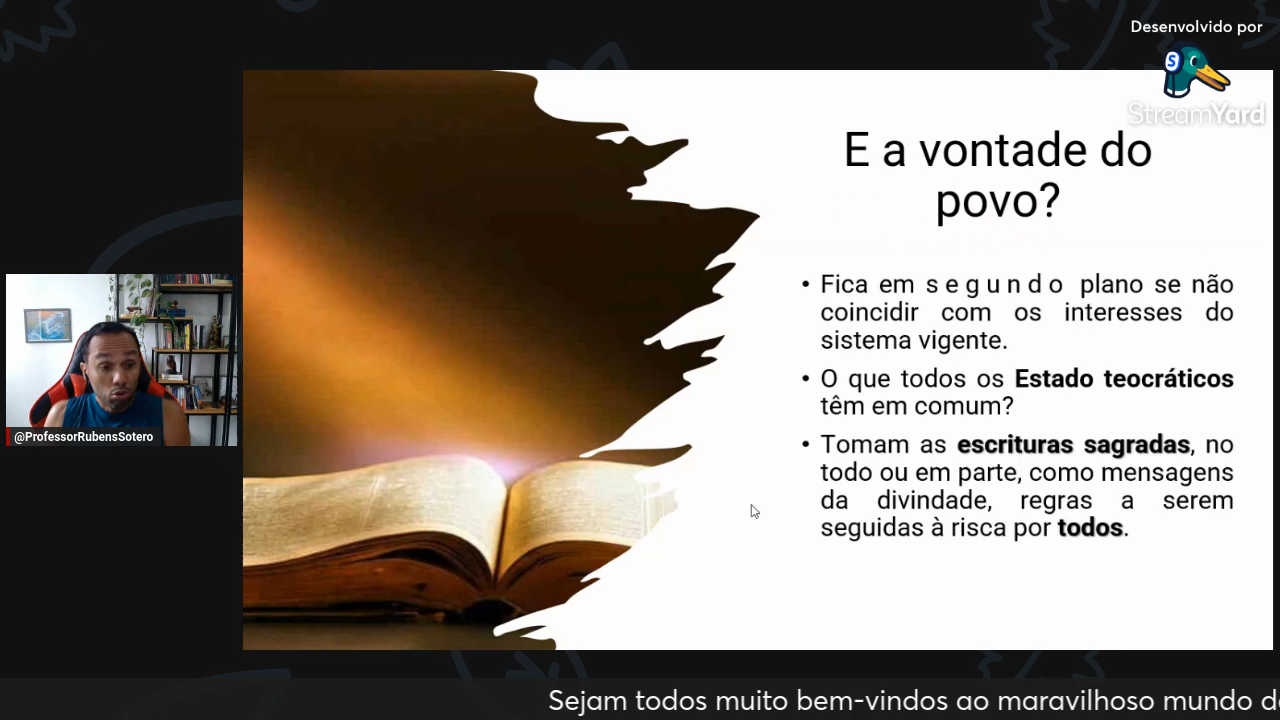 Desenvolvido por
StreamYard
E a vontade do
povo?
• Fica em s e g u n d o plano se não
coincidir com os interesses do
sistema vigente.
• O que todos os Estado teocráticos
têm em comum?
• Tomam as escrituras sagradas, no
todo ou em parte, como mensagens
da divindade, regras a serem
seguidas à risca por todos.
@ProfessorRubensSotero
Sejam todos muito bem-vindos ao maravilhoso mundo d